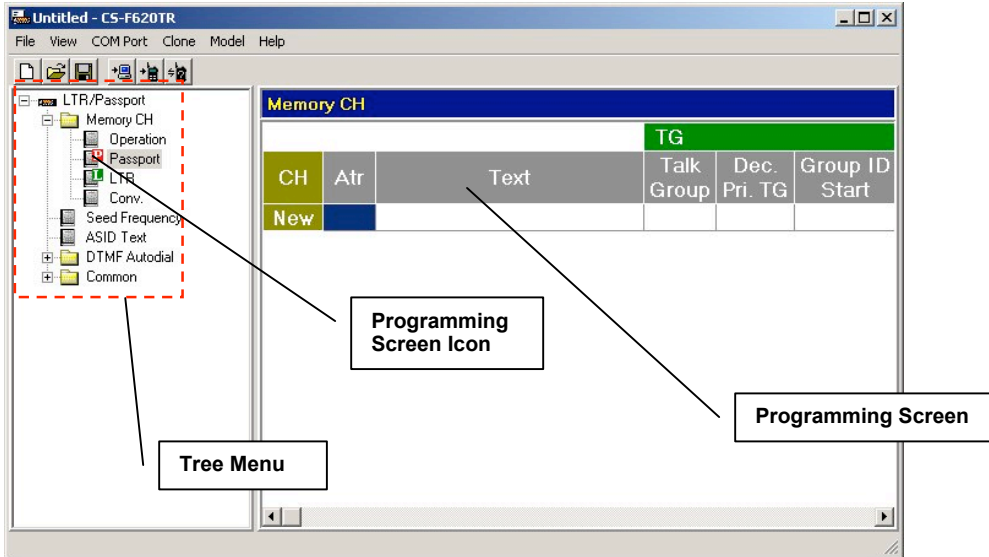 Untitled - CS-F620TR
File View COM Port Clone Model Help
LTR/Passport
Memory CH
Operation
Passport
LTR
Conv.
Seed Frequency
ASID Text
DTMF Autodial
Common
Memory CH
TG
CH Atr Text Talk Group Dec. Pri. TG Group ID Start
New
Programming Screen Icon
Programming Screen
Tree Menu